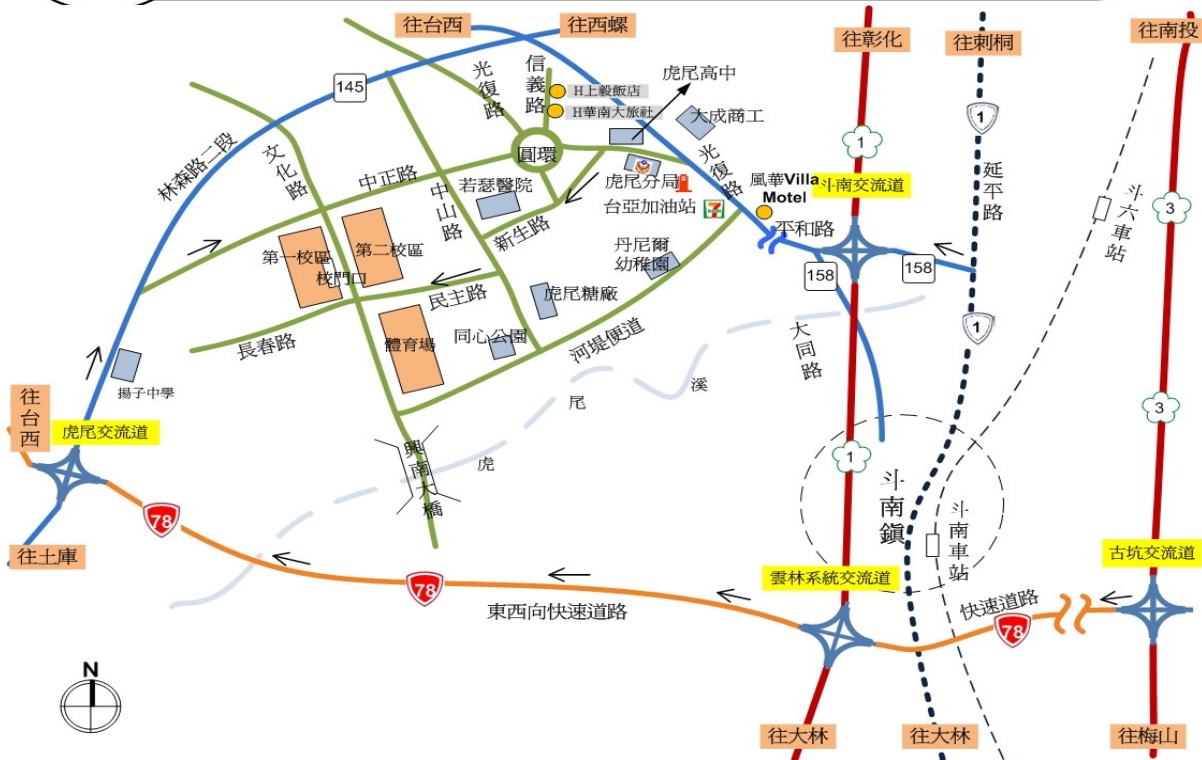 往台西
往西螺
往彰化
往刺桐
往南投
145
光復路
信義路
H上毅飯店
H華南大旅社
虎尾高中
大成商工
1
1
林森路二段
文化路
中正路
中山路
圓環
若瑟醫院
新生路
虎尾分局
台亞加油站
7
光復路
風華Villa
Motel
斗南交流道
平和路
延平路
斗六車站
3
第一校區
第二校區
校門口
民主路
丹尼爾
幼稚園
虎尾糖廠
158
158
長春路
體育場
同心公園
河堤便道
大同路
1
揚子中學
虎尾溪
3
往台西
虎尾交流道
興南大橋
1
斗南鎮
斗南車站
78
往土庫
78
東西向快速道路
雲林系統交流道
快速道路
78
古坑交流道
N
往大林
往大林
往梅山